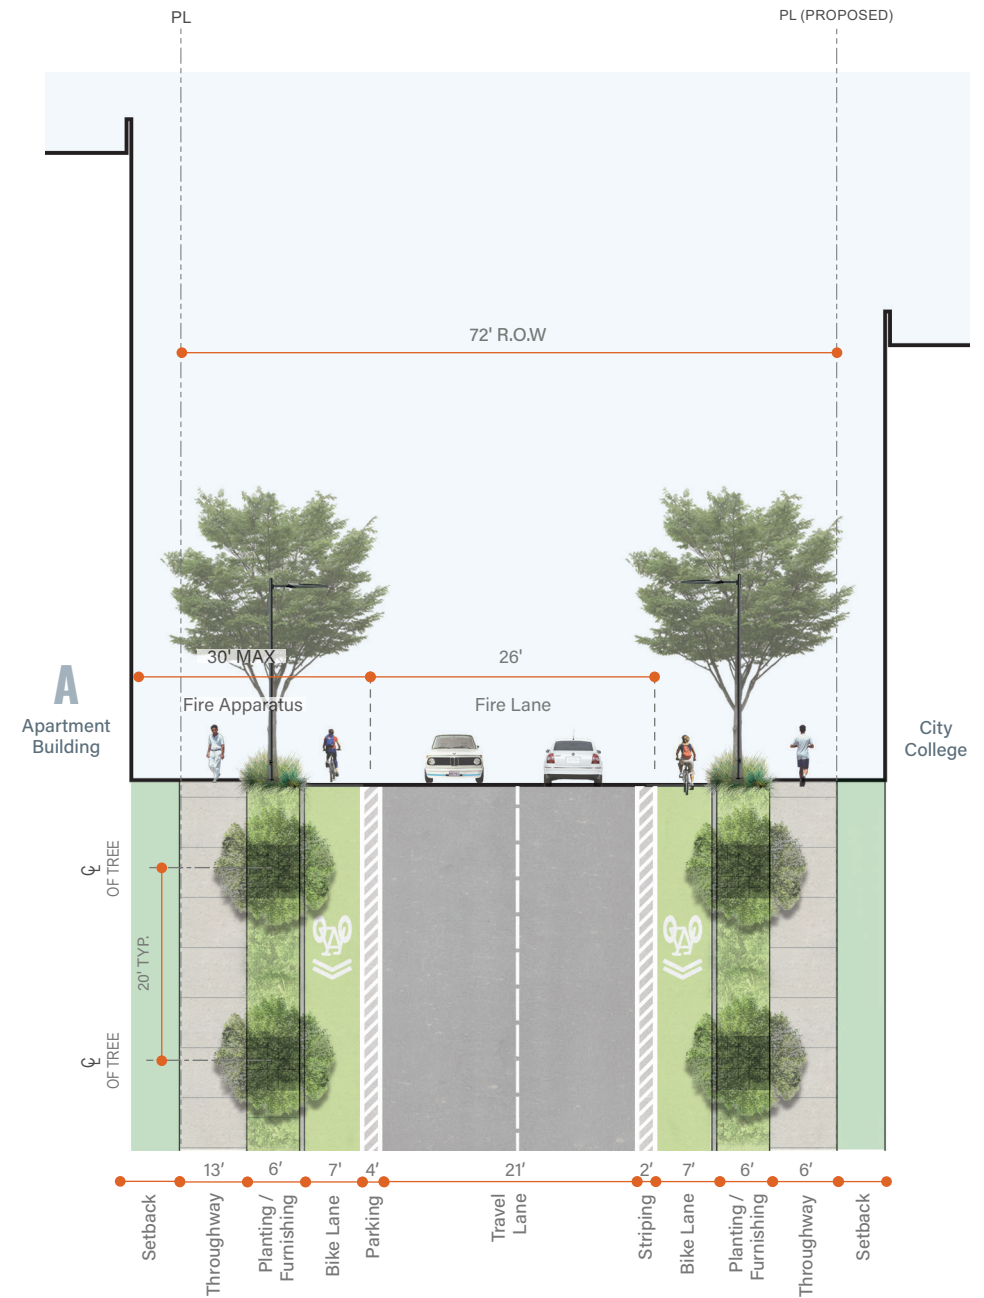 PL
PL (PROPOSED)
72' R.O.W
30' MAX
26'
Fire Apparatus
Fire Lane
A
Apartment
Building
City
College
℄
OF TREE
20' TYP.
℄
OF TREE
13'
6'
7'
4'
21'
2'
7'
6'
6'
Setback
Throughway
Planting /
Furnishing
Bike Lane
Parking
Travel
Lane
Striping
Bike Lane
Planting /
Furnishing
Throughway
Setback